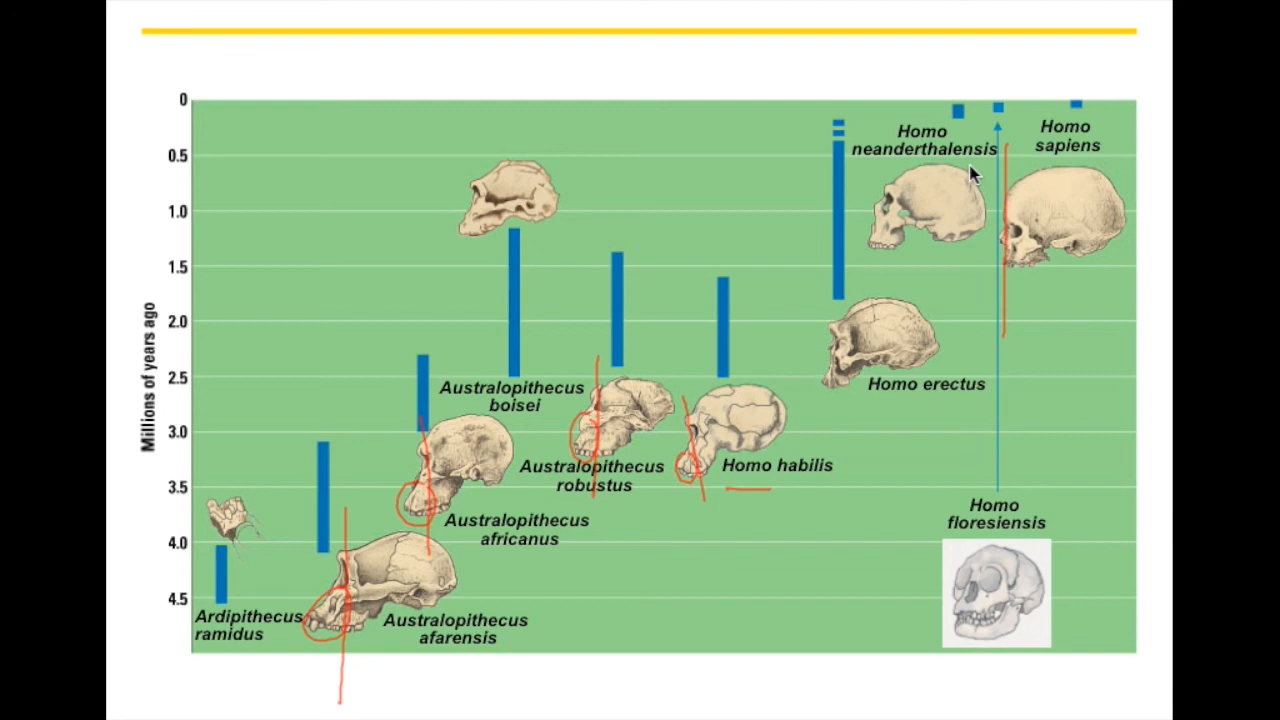 0
0.5
1.0
1.5
2.0
2.5
3.0
3.5
4.0
4.5
Millions of years ago
Ardipithecus
ramidus
Australopithecus
afarensis
Australopithecus
africanus
Australopithecus
boisei
Australopithecus
robustus
Homo habilis
Homo erectus
Homo
neanderthalensis
Homo
floresiensis
Homo
sapiens